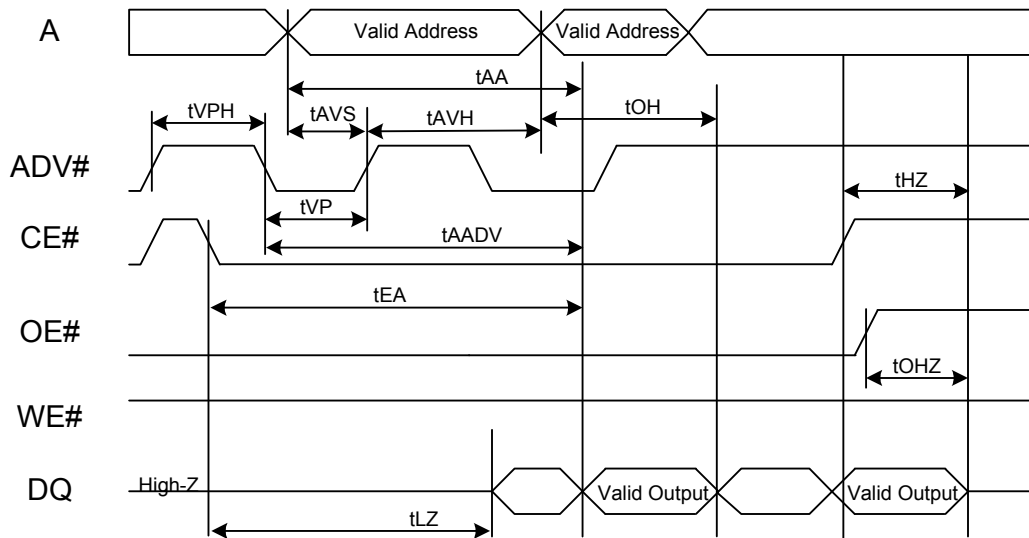 A
Valid Address
Valid Address
tAA
tVPH
tAVS
tAVH
tOH
ADV#
tHZ
tVP
CE#
tAADV
tEA
OE#
tOHZ
WE#
DQ
High-Z
Valid Output
Valid Output
tLZ